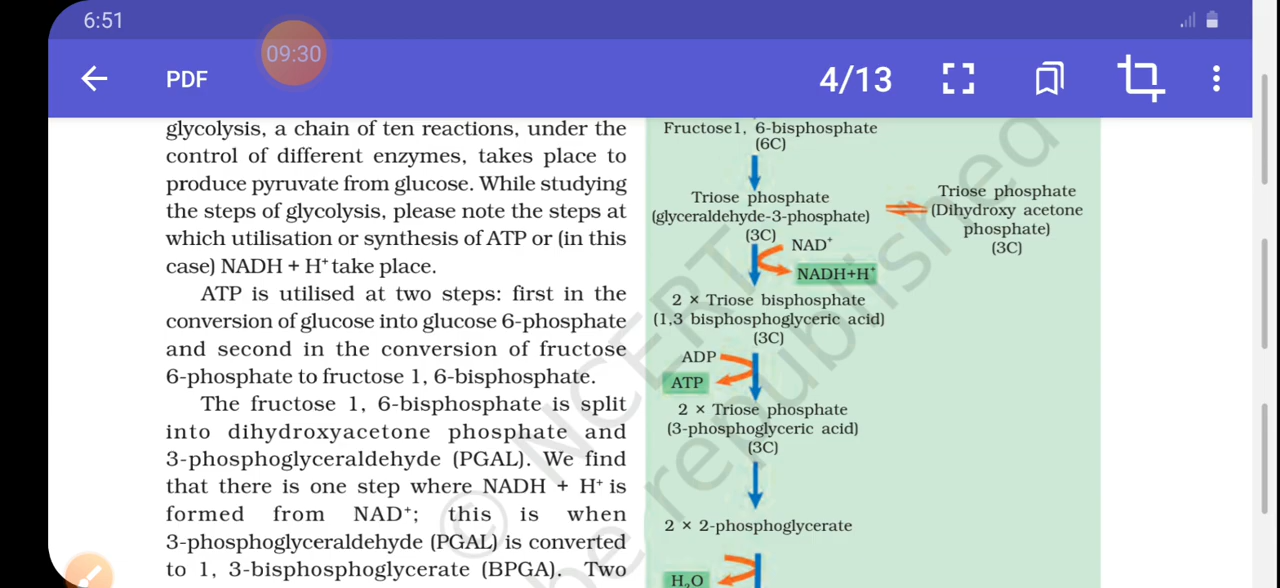 6:51
09:30
PDF
4/13
glycolysis, a chain of ten reactions, under the
control of different enzymes, takes place to
produce pyruvate from glucose. While studying
the steps of glycolysis, please note the steps at
which utilisation or synthesis of ATP or (in this
case) NADH + H⁺ take place.
ATP is utilised at two steps: first in the
conversion of glucose into glucose 6-phosphate
and second in the conversion of fructose
6-phosphate to fructose 1, 6-bisphosphate.
The fructose 1, 6-bisphosphate is split
into dihydroxyacetone phosphate and
3-phosphoglyceraldehyde (PGAL). We find
that there is one step where NADH + H⁺ is
formed from NAD⁺; this is when
3-phosphoglyceraldehyde (PGAL) is converted
to 1, 3-bisphosphoglycerate (BPGA). Two
Fructose1, 6-bisphosphate
(6C)
Triose phosphate
(glyceraldehyde-3-phosphate)
(3C)
Triose phosphate
(Dihydroxy acetone
phosphate)
(3C)
NAD⁺
NADH+H⁺
2 × Triose bisphosphate
(1,3 bisphosphoglyceric acid)
(3C)
ADP
ATP
2 × Triose phosphate
(3-phosphoglyceric acid)
(3C)
2 × 2-phosphoglycerate
H₂O
© NCERT
be republished